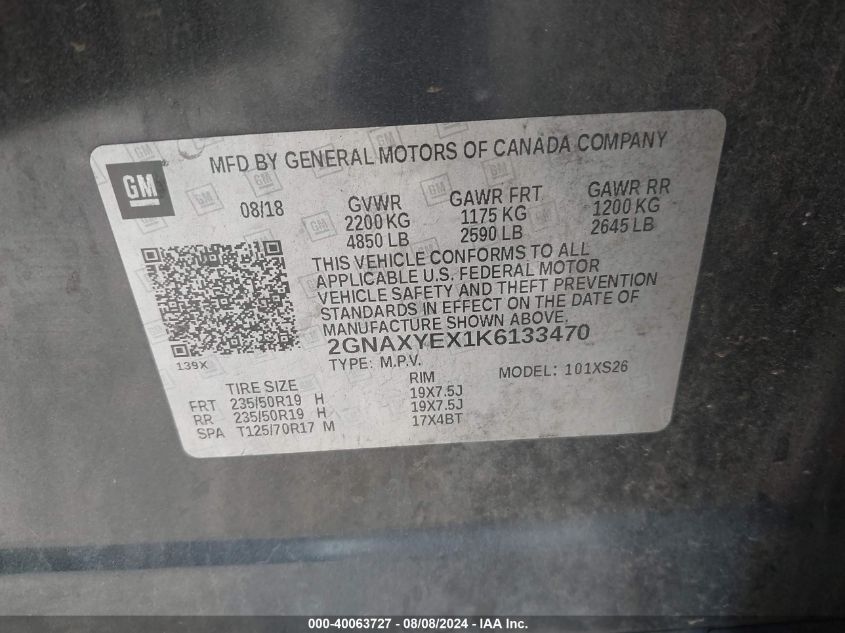 MFD BY GENERAL MOTORS OF CANADA COMPANY
GM
08/18
GVWR GAWR FRT GAWR RR
2200 KG 1175 KG 1200 KG
4850 LB 2590 LB 2645 LB
THIS VEHICLE CONFORMS TO ALL
APPLICABLE U.S. FEDERAL MOTOR
VEHICLE SAFETY AND THEFT PREVENTION
STANDARDS IN EFFECT ON THE DATE OF
MANUFACTURE SHOWN ABOVE.
2GNAXYEX1K6133470
139X
TYPE: M.P.V. MODEL: 101XS26
TIRE SIZE RIM
FRT 235/50R19 H 19X7.5J
RR 235/50R19 H 19X7.5J
SPA T125/70R17 M 17X4BT
000-40063727 - 08/08/2024 - IAA Inc.